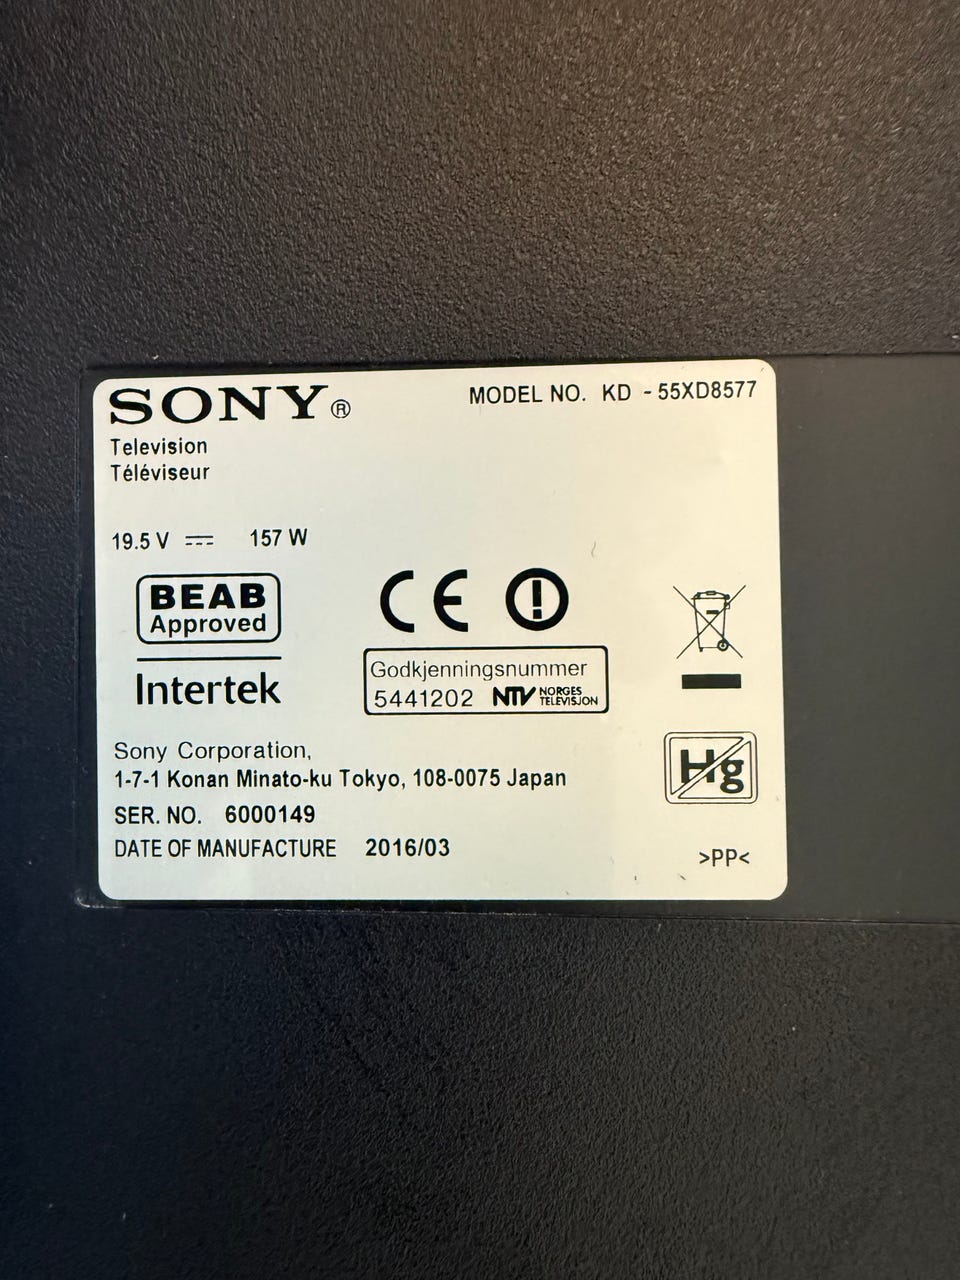 SONY®
MODEL NO. KD - 55XD8577
Television
Téléviseur
19.5 V ⎓ 157 W
BEAB
Approved
Intertek
CE
Godkjenningsnummer
5441202 NTV NORGES TELEVISJON
Hg
Sony Corporation,
1-7-1 Konan Minato-ku Tokyo, 108-0075 Japan
SER. NO. 6000149
DATE OF MANUFACTURE 2016/03
>PP<